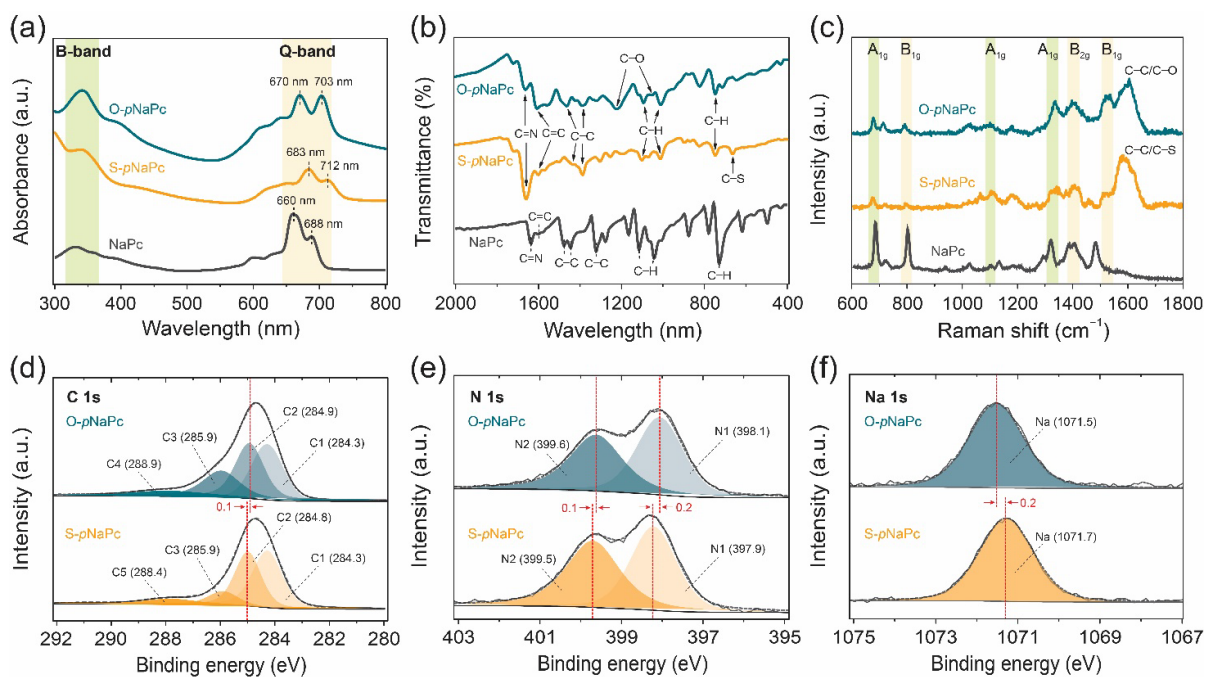 (a)
B-band
Q-band
670 nm
703 nm
O-pNaPc
683 nm
712 nm
S-pNaPc
660 nm
688 nm
NaPc
Absorbance (a.u.)
300 400 500 600 700 800
Wavelength (nm)
(b)
C−O
O-pNaPc
C=N C=C C−C C−H C−H
S-pNaPc
C−S
C=C
NaPc
C=N
C−C C−C C−H C−H
Transmittance (%)
2000 1600 1200 800 400
Wavelength (nm)
(c)
A1g B1g A1g A1g B2g B1g
C−C/C−O
O-pNaPc
C−C/C−S
S-pNaPc
NaPc
Intensity (a.u.)
600 800 1000 1200 1400 1600 1800
Raman shift (cm−1)
(d)
C 1s
O-pNaPc
C2 (284.9)
C3 (285.9)
C1 (284.3)
C4 (288.9)
0.1
S-pNaPc
C2 (284.8)
C3 (285.9)
C1 (284.3)
C5 (288.4)
Intensity (a.u.)
292 290 288 286 284 282 280
Binding energy (eV)
(e)
N 1s
O-pNaPc
N1 (398.1)
N2 (399.6)
0.1 0.2
S-pNaPc
N2 (399.5)
N1 (397.9)
Intensity (a.u.)
403 401 399 397 395
Binding energy (eV)
(f)
Na 1s
O-pNaPc
Na (1071.5)
0.2
S-pNaPc
Na (1071.7)
Intensity (a.u.)
1075 1073 1071 1069 1067
Binding energy (eV)